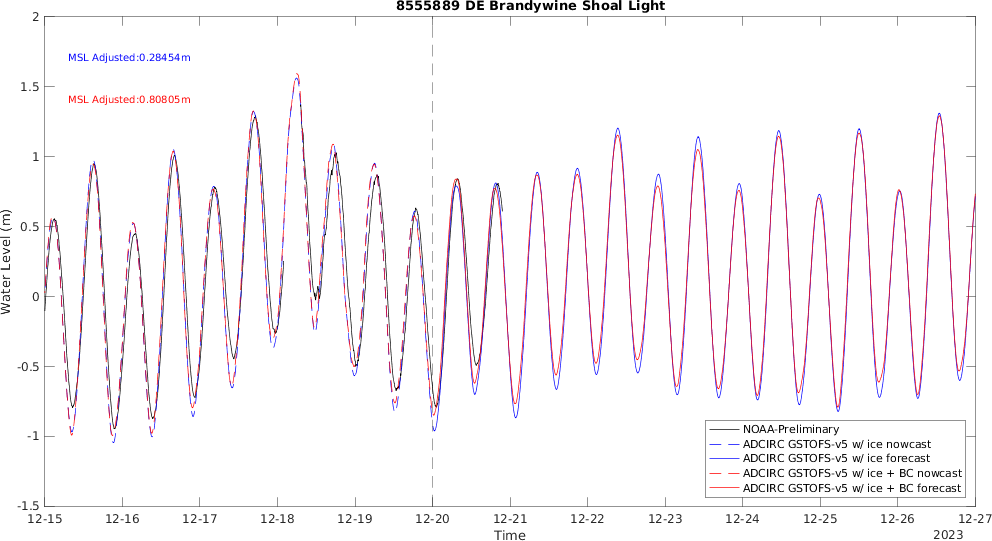 8555889 DE Brandywine Shoal Light
MSL Adjusted:0.28454m
MSL Adjusted:0.80805m
Water Level (m)
2
1.5
1
0.5
0
-0.5
-1
-1.5
NOAA-Preliminary
ADCIRC GSTOFS-v5 w/ ice nowcast
ADCIRC GSTOFS-v5 w/ ice forecast
ADCIRC GSTOFS-v5 w/ ice + BC nowcast
ADCIRC GSTOFS-v5 w/ ice + BC forecast
12-15 12-16 12-17 12-18 12-19 12-20 12-21 12-22 12-23 12-24 12-25 12-26 12-27
Time
2023